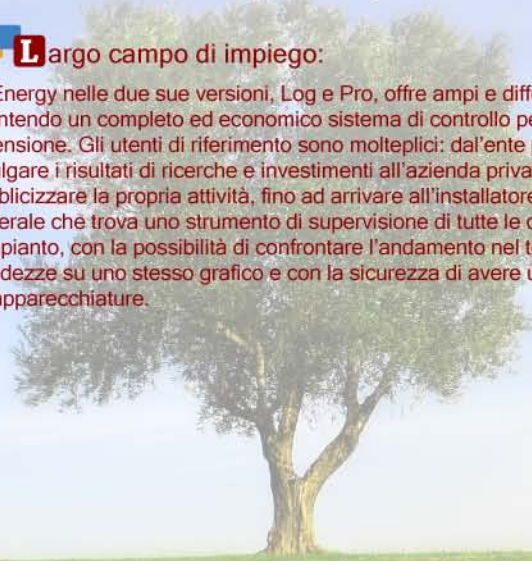 Largo campo di impiego:
Energy nelle due sue versioni, Log e Pro, offre ampi e diff
ntendo un completo ed economico sistema di controllo pe
ensione. Gli utenti di riferimento sono molteplici: dall'ente p
ulgare i risultati di ricerche e investimenti all'azienda priva
blicizzare la propria attività, fino ad arrivare all'installatore
erale che trova uno strumento di supervisione di tutte le c
pianto, con la possibilità di confrontare l'andamento nel te
dezze su uno stesso grafico e con la sicurezza di avere u
apparecchiature.